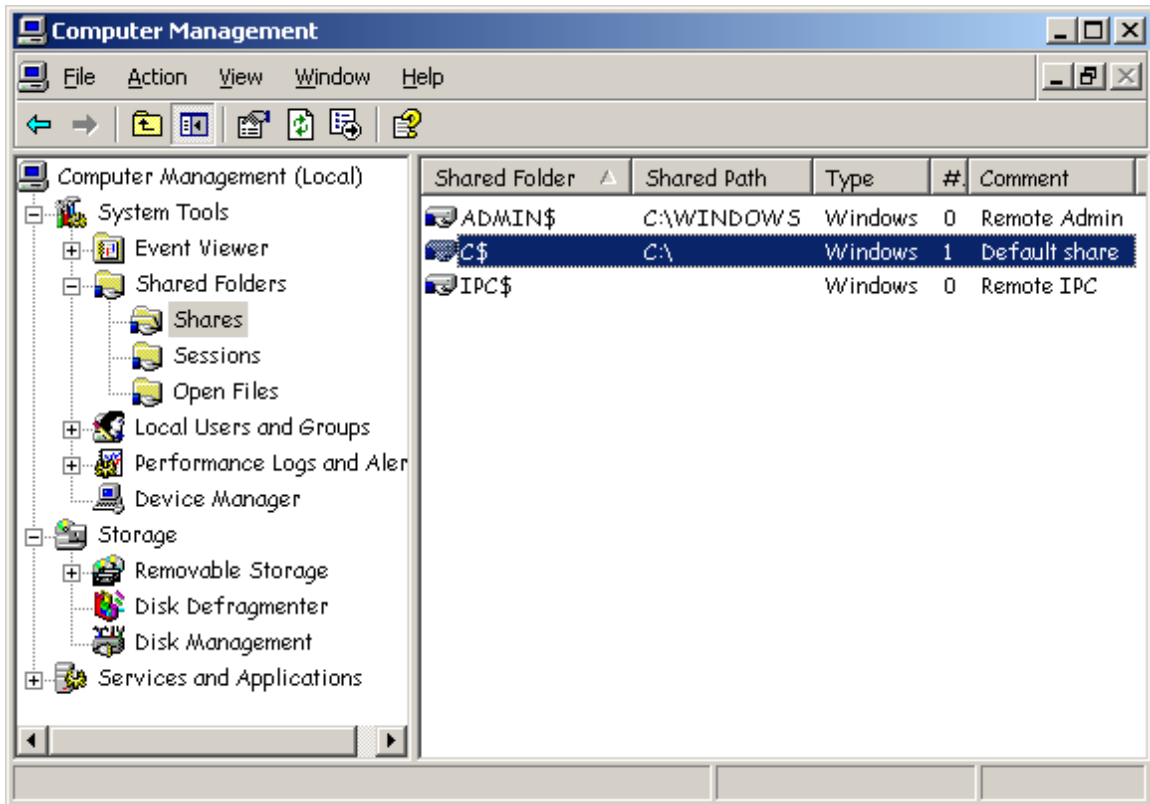 Computer Management
File Action View Window Help
Computer Management (Local)
System Tools
Event Viewer
Shared Folders
Shares
Sessions
Open Files
Local Users and Groups
Performance Logs and Aler
Device Manager
Storage
Removable Storage
Disk Defragmenter
Disk Management
Services and Applications
Shared Folder Shared Path Type #. Comment
ADMIN$ C:\WINDOWS Windows 0 Remote Admin
C$ C:\ Windows 1 Default share
IPC$ Windows 0 Remote IPC